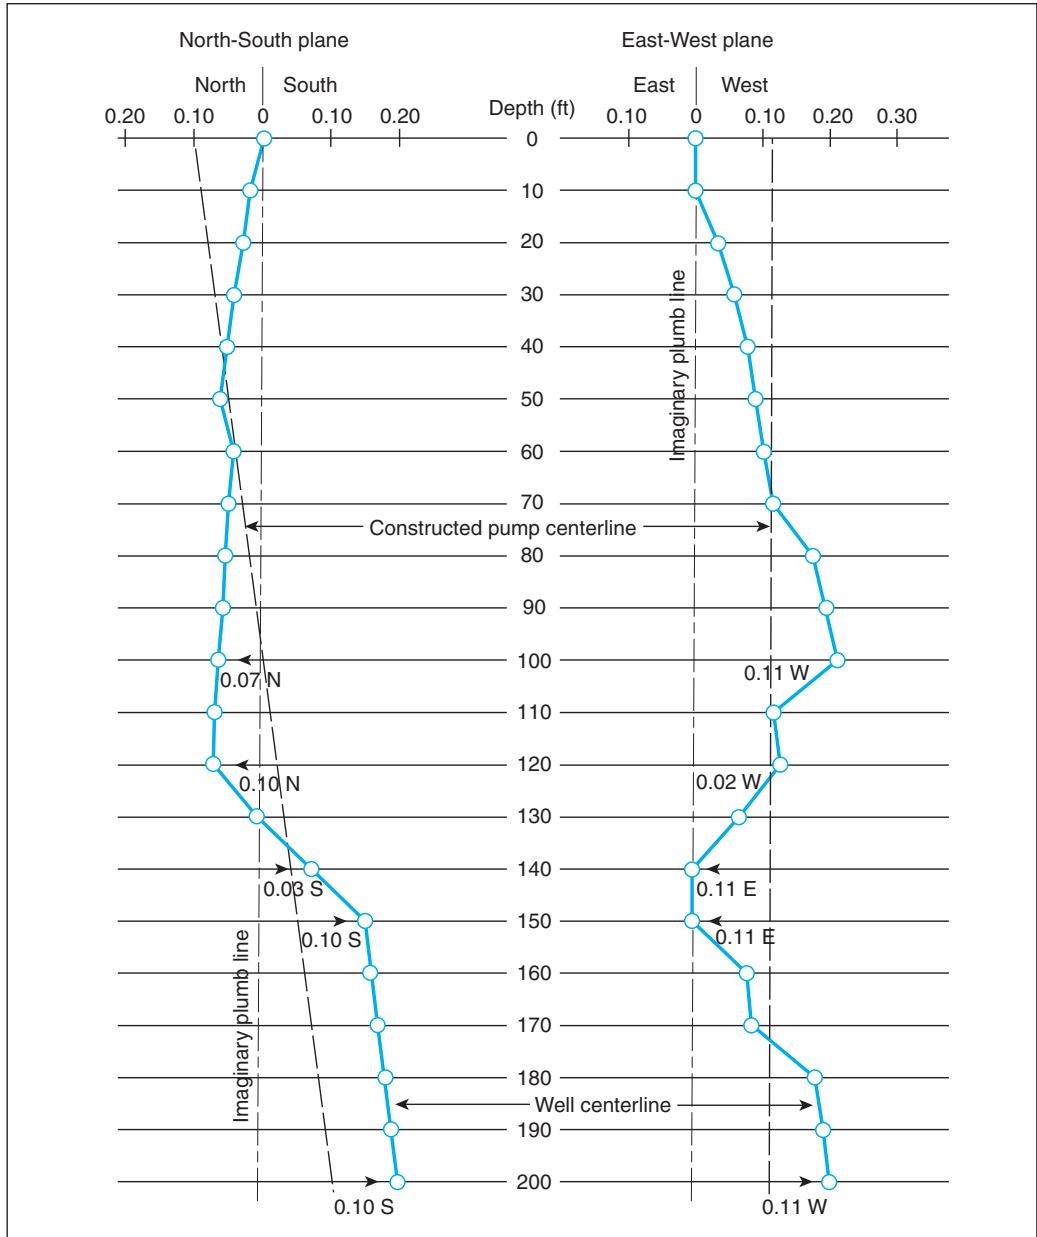 North-South plane East-West plane
North South East West
Depth (ft)
0.20 0.10 0 0.10 0.20 0.10 0 0.10 0.20 0.30
0
10
20
30
Imaginary plumb line
40
50
60
70
Constructed pump centerline
80
90
100
0.07 N 0.11 W
110
120
0.10 N 0.02 W
130
140
0.03 S 0.11 E
150
0.10 S 0.11 E
160
Imaginary plumb line
170
180
Well centerline
190
200
0.10 S 0.11 W